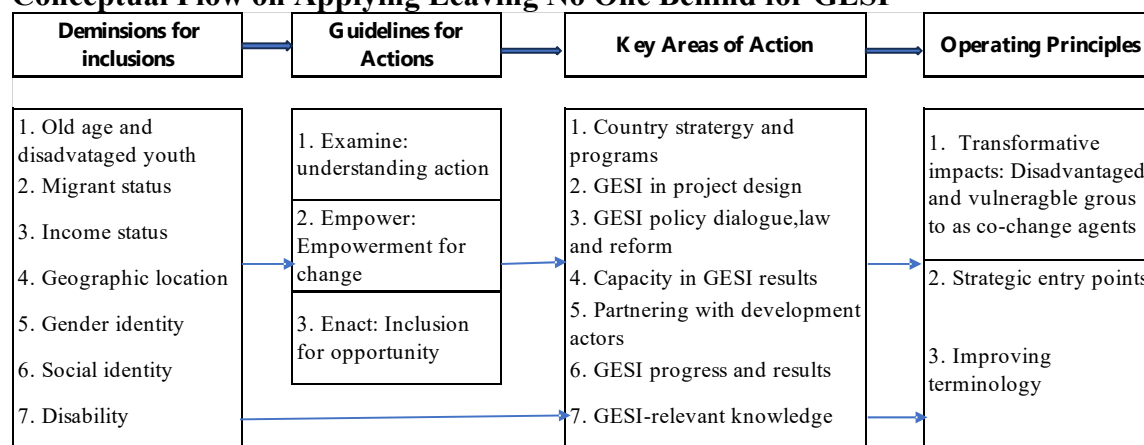 Conceptual Flow on Applying Leaving No One Behind for GESI
Deminsions for
inclusions
Guidelines for
Actions
Key Areas of Action
Operating Principles
1. Old age and
disadvataged youth
2. Migrant status
3. Income status
4. Geographic location
5. Gender identity
6. Social identity
7. Disability
1. Examine:
understanding action
2. Empower:
Empowerment for
change
3. Enact: Inclusion
for opportunity
1. Country stratergy and
programs
2. GESI in project design
3. GESI policy dialogue,law
and reform
4. Capacity in GESI results
5. Partnering with development
actors
6. GESI progress and results
7. GESI-relevant knowledge
1. Transformative
impacts: Disadvantaged
and vulneragble grous
to as co-change agents
2. Strategic entry points
3. Improving
terminology